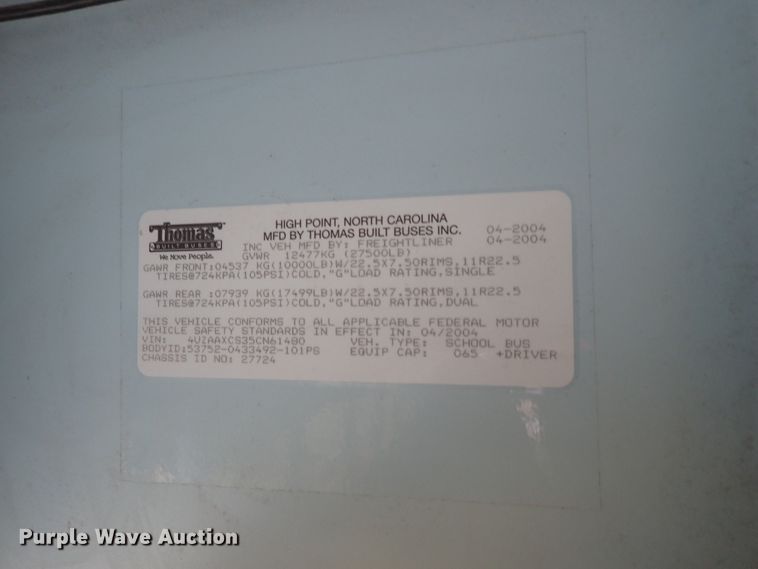 Thomas
BUILT BUSES
We Move People.
HIGH POINT, NORTH CAROLINA
MFD BY THOMAS BUILT BUSES INC. 04-2004
INC VEH MFD BY: FREIGHTLINER 04-2004
GVWR 12477KG (27500LB)
GAWR FRONT:04537 KG(10000LB)W/22.5X7.50RIMS,11R22.5
TIRES@724KPA(105PSI)COLD,"G"LOAD RATING,SINGLE
GAWR REAR :07939 KG(17499LB)W/22.5X7.50RIMS,11R22.5
TIRES@724KPA(105PSI)COLD,"G"LOAD RATING,DUAL
THIS VEHICLE CONFORMS TO ALL APPLICABLE FEDERAL MOTOR
VEHICLE SAFETY STANDARDS IN EFFECT IN: 04/2004
VIN: 4UZAAXCS35CN61480 VEH. TYPE: SCHOOL BUS
BODYID:53752-0433492-101PG EQUIP CAP: 065 +DRIVER
CHASSIS ID NO: 27724
Purple Wave Auction